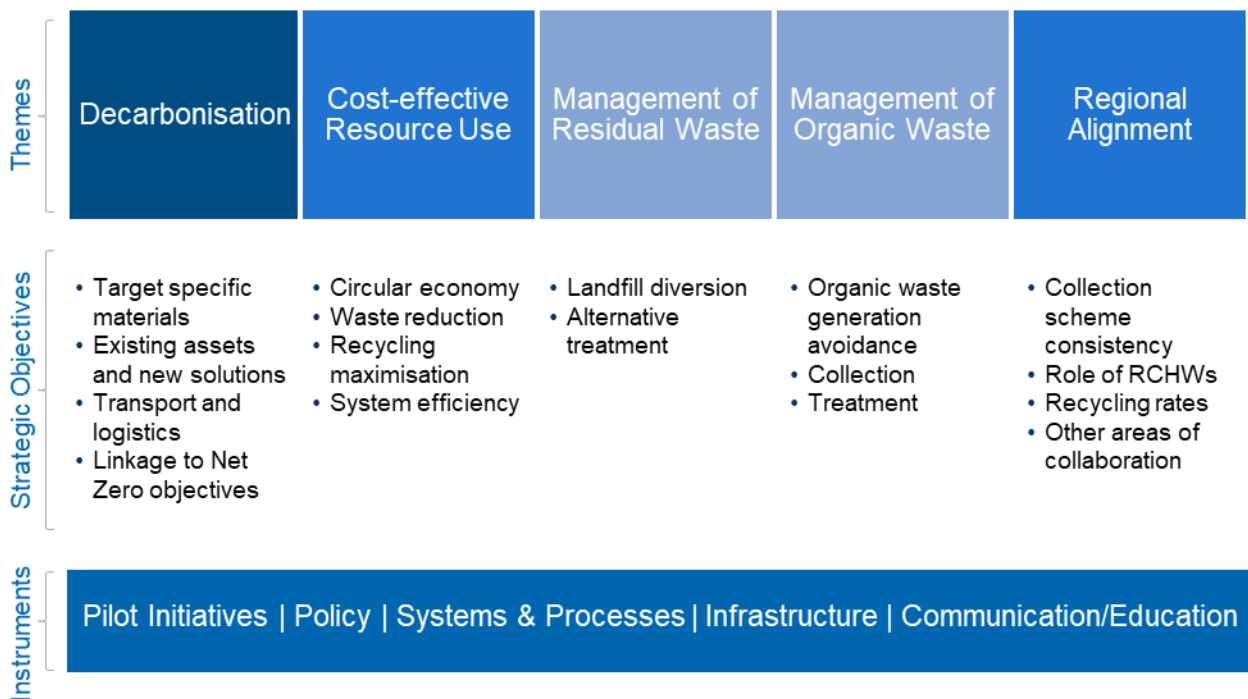 Themes
Decarbonisation
Cost-effective
Resource Use
Management of
Residual Waste
Management of
Organic Waste
Regional
Alignment
Strategic Objectives
• Target specific
materials
• Existing assets
and new solutions
• Transport and
logistics
• Linkage to Net
Zero objectives
• Circular economy
• Waste reduction
• Recycling
maximisation
• System efficiency
• Landfill diversion
• Alternative
treatment
• Organic waste
generation
avoidance
• Collection
• Treatment
• Collection
scheme
consistency
• Role of RCHWs
• Recycling rates
• Other areas of
collaboration
Instruments
Pilot Initiatives | Policy | Systems & Processes | Infrastructure | Communication/Education